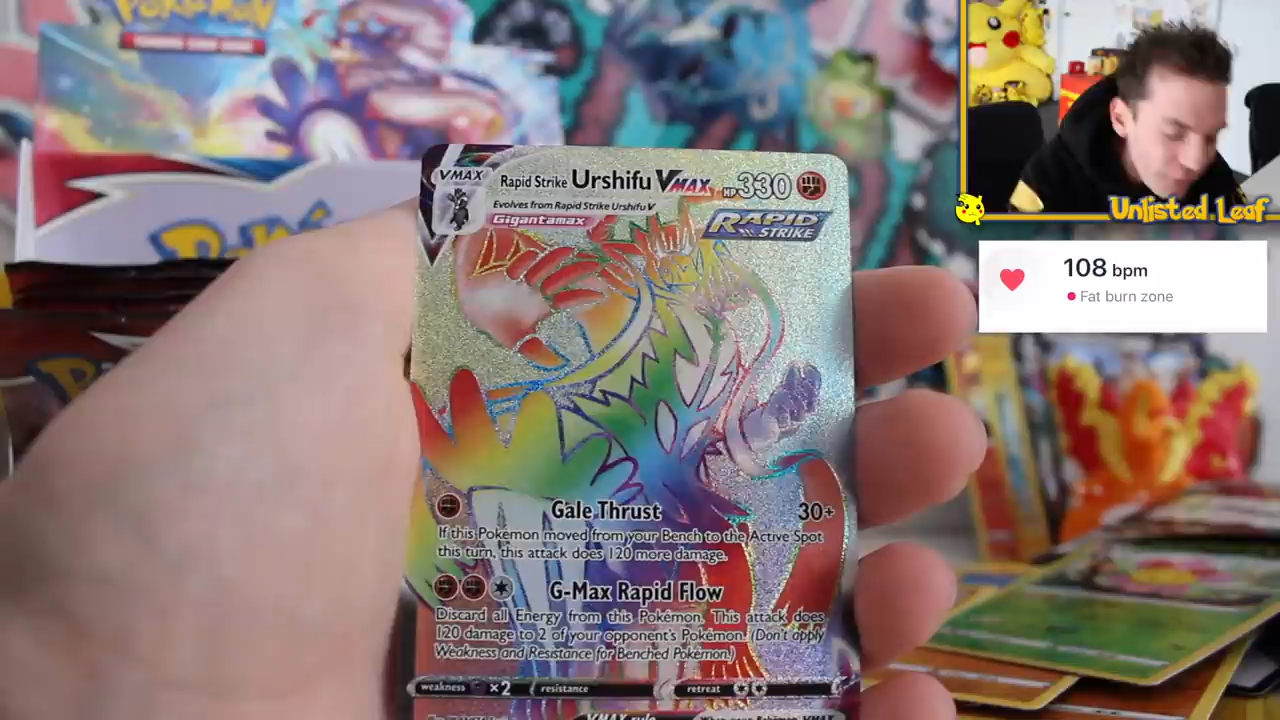 POKÉMON
VMAX
Rapid Strike Urshifu VMAX HP 330
Evolves from Rapid Strike Urshifu V
Gigantamax
RAPID
STRIKE
Gale Thrust 30+
If this Pokémon moved from your Bench to the Active Spot
this turn, this attack does 120 more damage.
G-Max Rapid Flow
Discard all Energy from this Pokémon. This attack does
120 damage to 2 of your opponent's Pokémon. (Don't apply
Weakness and Resistance for Benched Pokémon.)
weakness ×2 resistance retreat
VMAX rule
Unlisted Leaf
108 bpm
Fat burn zone